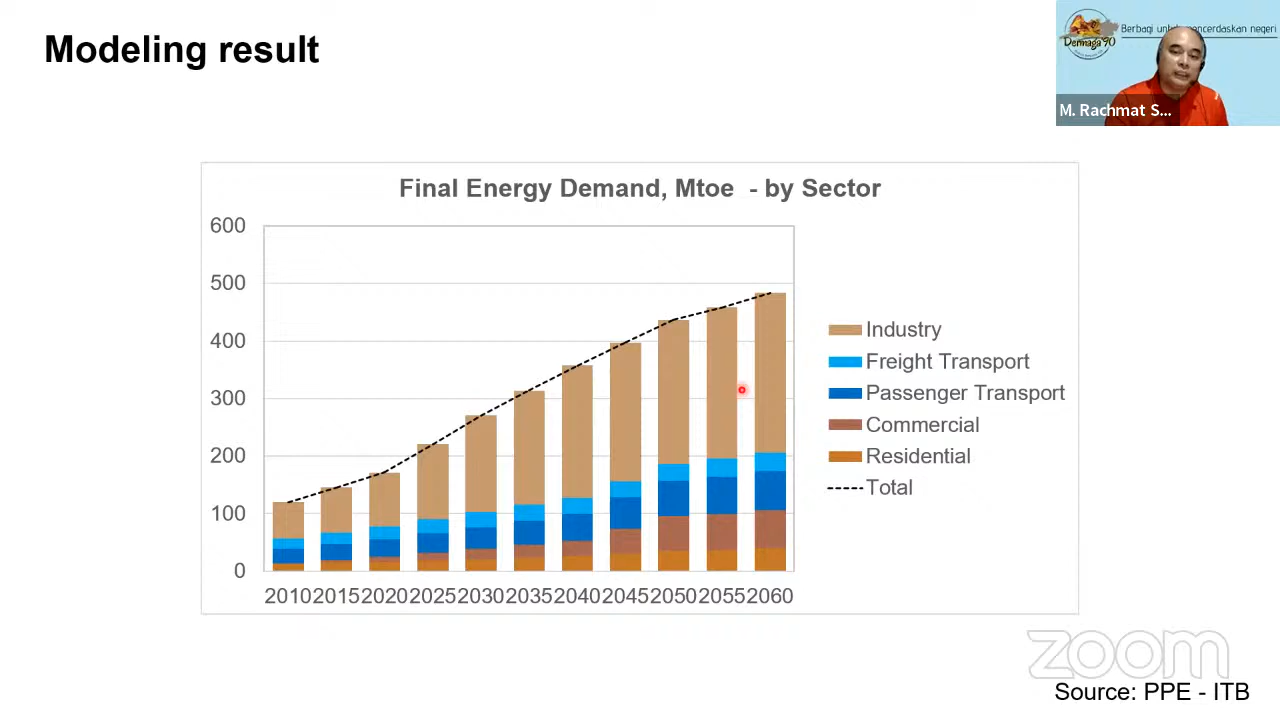 Modeling result
Berbagi untuk mencerdaskan negeri
Dermaga 90
M. Rachmat S...
Final Energy Demand, Mtoe - by Sector
600
500
400
300
200
100
0
2010 2015 2020 2025 2030 2035 2040 2045 2050 2055 2060
Industry
Freight Transport
Passenger Transport
Commercial
Residential
Total
zoom
Source: PPE - ITB